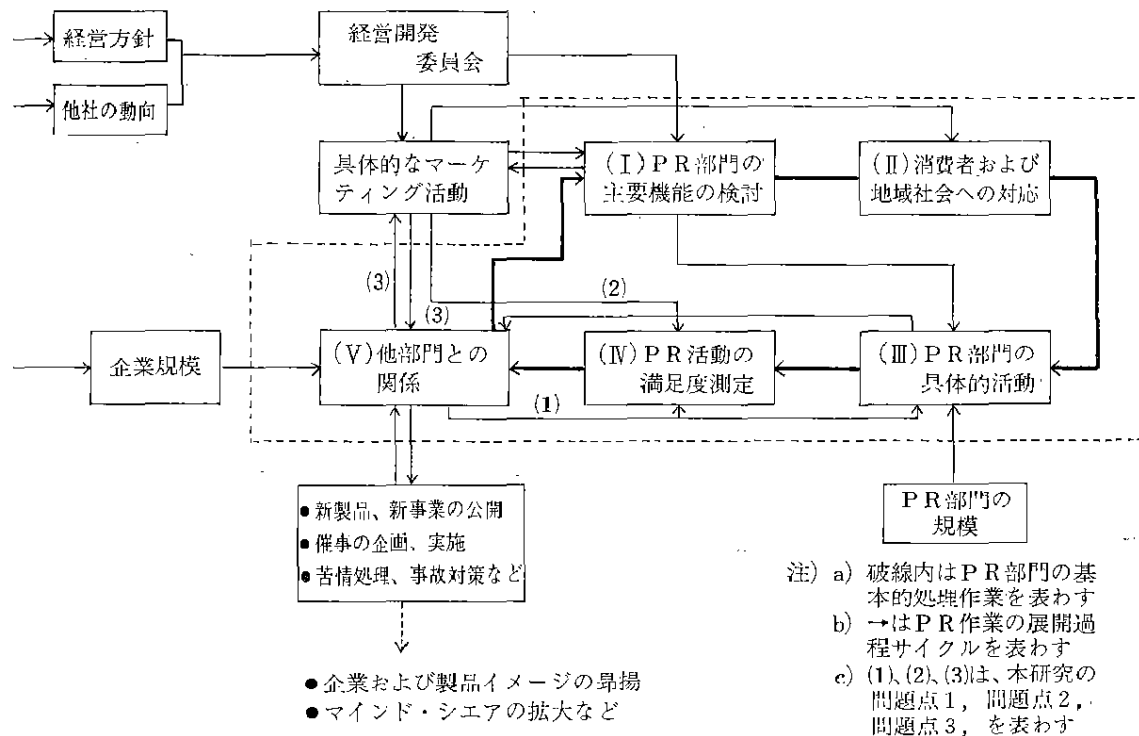 経営方針
経営開発
委員会
他社の動向
具体的なマーケ
ティング活動
(Ⅰ)PR部門の
主要機能の検討
(Ⅱ)消費者および
地域社会への対応
(3)
(3)
(2)
企業規模
(Ⅴ)他部門との
関係
(Ⅳ)PR活動の
満足度測定
(Ⅲ)PR部門の
具体的活動
(1)
●新製品、新事業の公開
●催事の企画、実施
●苦情処理、事故対策など
PR部門の
規模
●企業および製品イメージの昂揚
●マインド・シエアの拡大など
注) a) 破線内はPR部門の基
本的処理作業を表わす
b) →はPR作業の展開過
程サイクルを表わす
c) (1)、(2)、(3)は、本研究の
問題点1, 問題点2,
問題点3, を表わす